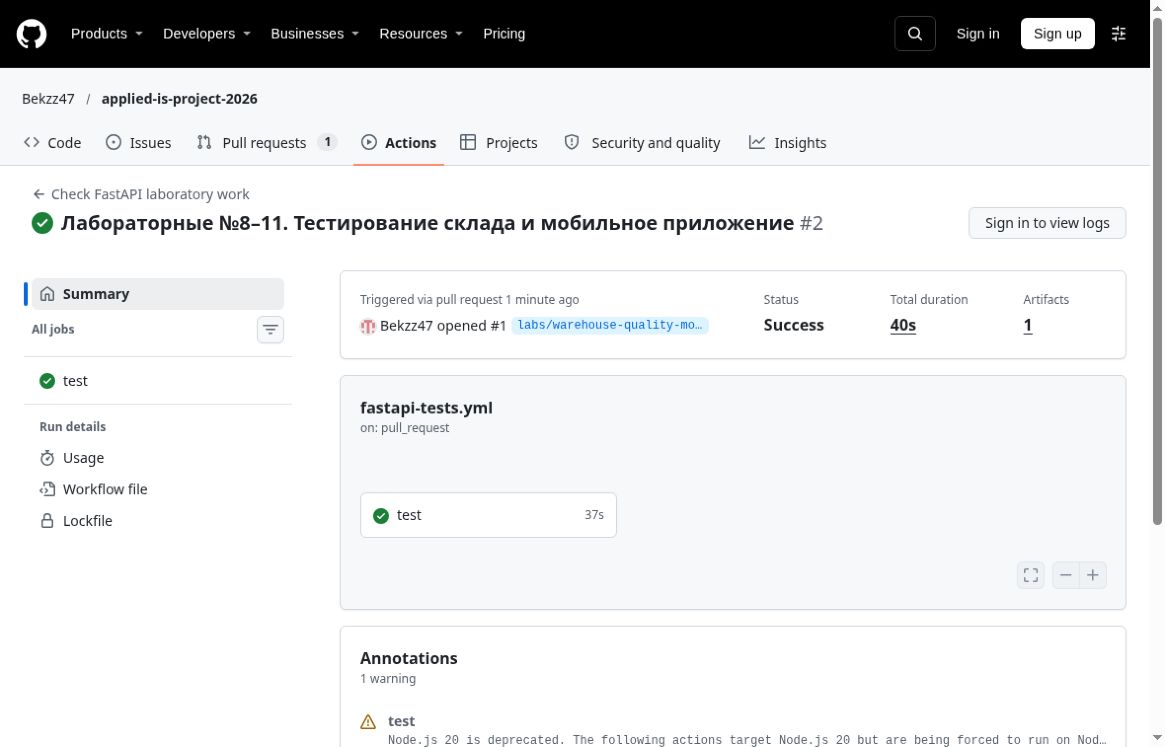 Products Developers Businesses Resources Pricing Sign in Sign up
Bekzz47 / applied-is-project-2026
Code Issues Pull requests 1 Actions Projects Security and quality Insights
Check FastAPI laboratory work
Лабораторные №8–11. Тестирование склада и мобильное приложение #2
Sign in to view logs
Summary
All jobs
test
Run details
Usage
Workflow file
Lockfile
Triggered via pull request 1 minute ago
Bekzz47 opened #1 labs/warehouse-quality-mo…
Status
Success
Total duration
40s
Artifacts
1
fastapi-tests.yml
on: pull_request
test 37s
Annotations
1 warning
test
Node.js 20 is deprecated. The following actions target Node.js 20 but are being forced to run on Nod…